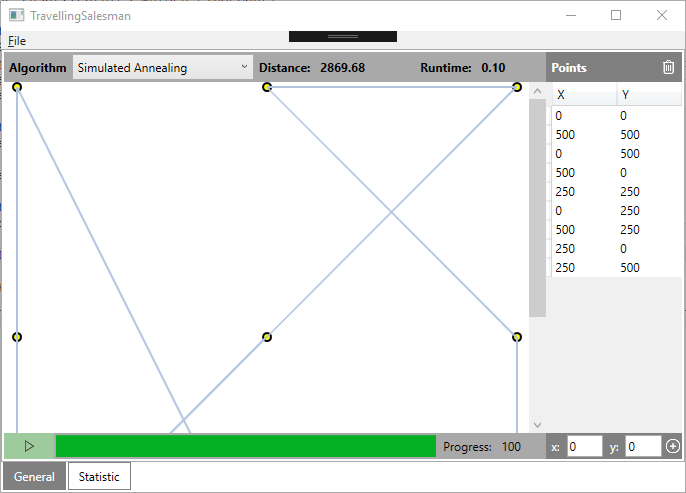 TravellingSalesman
File
Algorithm Simulated Annealing Distance: 2869.68 Runtime: 0.10 Points
X Y
0 0
500 500
0 500
500 0
250 250
0 250
500 250
250 0
250 500
Progress: 100 x: 0 y: 0
General Statistic